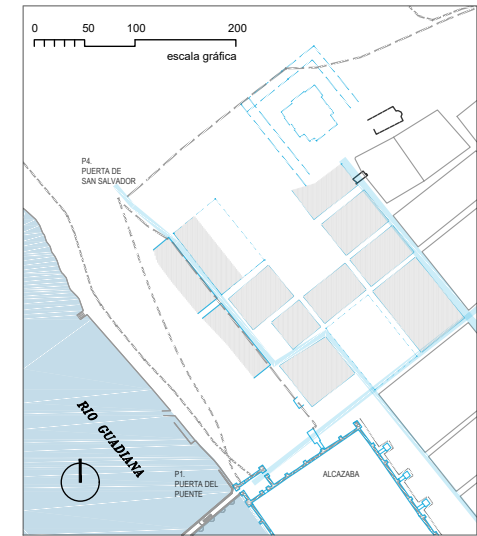 0 50 100 200
escala gráfica
P4.
PUERTA DE
SAN SALVADOR
RIO GUADIANA
P1.
PUERTA DEL
PUENTE
ALCAZABA